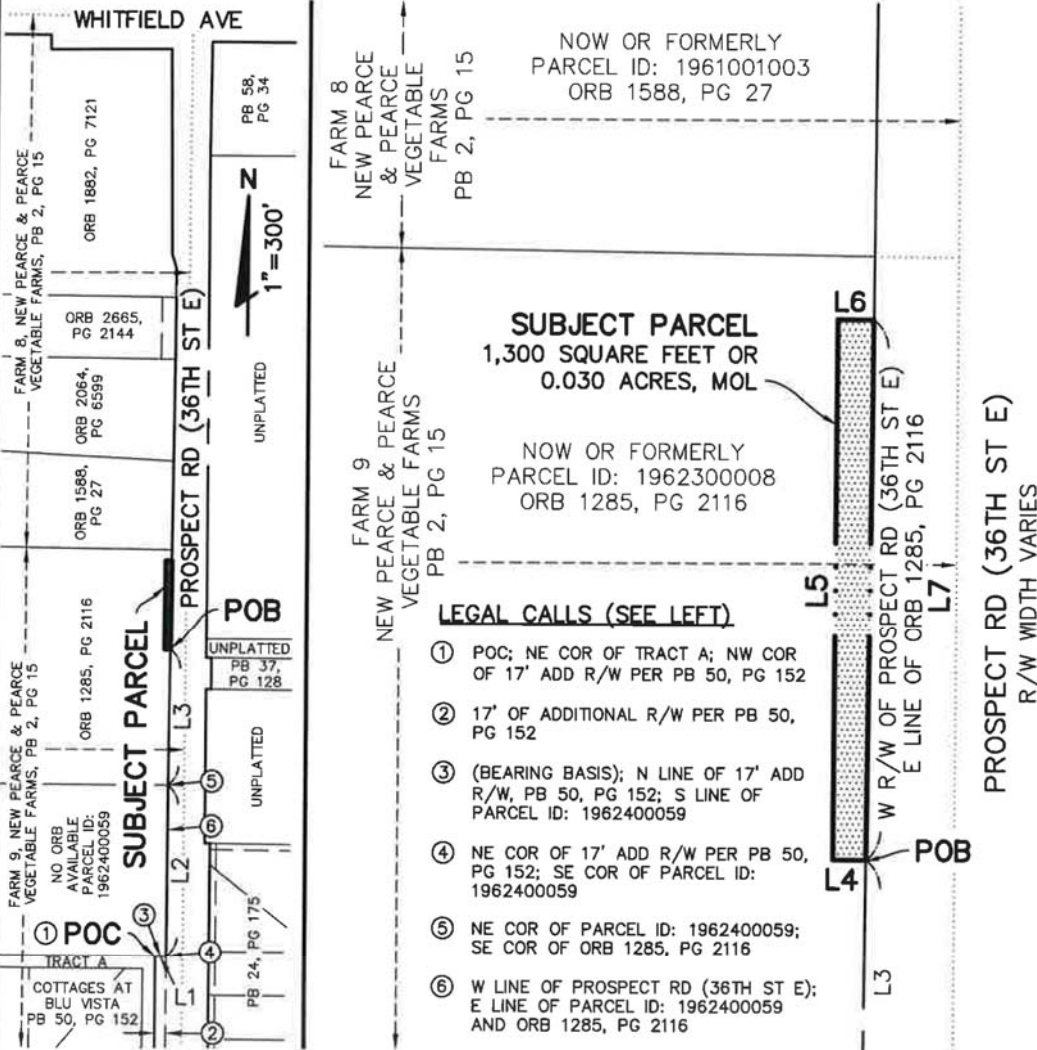 WHITFIELD AVE
FARM 8, NEW PEARCE & PEARCE
VEGETABLE FARMS, PB 2, PG 15
ORB 1882, PG 7121
PB 58,
PG 34
N
1"=300'
ORB 2665,
PG 2144
ORB 2064,
PG 6599
ORB 1588,
PG 27
PROSPECT RD (36TH ST E)
UNPLATTED
POB
UNPLATTED
PB 37,
PG 128
FARM 9, NEW PEARCE & PEARCE
VEGETABLE FARMS, PB 2, PG 15
ORB 1285, PG 2116
SUBJECT PARCEL
L3
UNPLATTED
⑤
⑥
NO ORB
AVAILABLE
PARCEL ID:
1962400059
L2
③
① POC
④
TRACT A
COTTAGES AT
BLU VISTA
PB 50, PG 152
L1
PB 24, PG 175
②
FARM 8
NEW PEARCE
& PEARCE
VEGETABLE
FARMS
PB 2, PG 15
NOW OR FORMERLY
PARCEL ID: 1961001003
ORB 1588, PG 27
L6
SUBJECT PARCEL
1,300 SQUARE FEET OR
0.030 ACRES, MOL
FARM 9
NEW PEARCE & PEARCE
VEGETABLE FARMS
PB 2, PG 15
NOW OR FORMERLY
PARCEL ID: 1962300008
ORB 1285, PG 2116
L5
W R/W OF PROSPECT RD (36TH ST E)
E LINE OF ORB 1285, PG 2116
L7
PROSPECT RD (36TH ST E)
R/W WIDTH VARIES
LEGAL CALLS (SEE LEFT)
① POC; NE COR OF TRACT A; NW COR
OF 17' ADD R/W PER PB 50, PG 152
② 17' OF ADDITIONAL R/W PER PB 50,
PG 152
③ (BEARING BASIS); N LINE OF 17' ADD
R/W, PB 50, PG 152; S LINE OF
PARCEL ID: 1962400059
④ NE COR OF 17' ADD R/W PER PB 50,
PG 152; SE COR OF PARCEL ID:
1962400059
⑤ NE COR OF PARCEL ID: 1962400059;
SE COR OF ORB 1285, PG 2116
⑥ W LINE OF PROSPECT RD (36TH ST E);
E LINE OF PARCEL ID: 1962400059
AND ORB 1285, PG 2116
POB
L4
L3